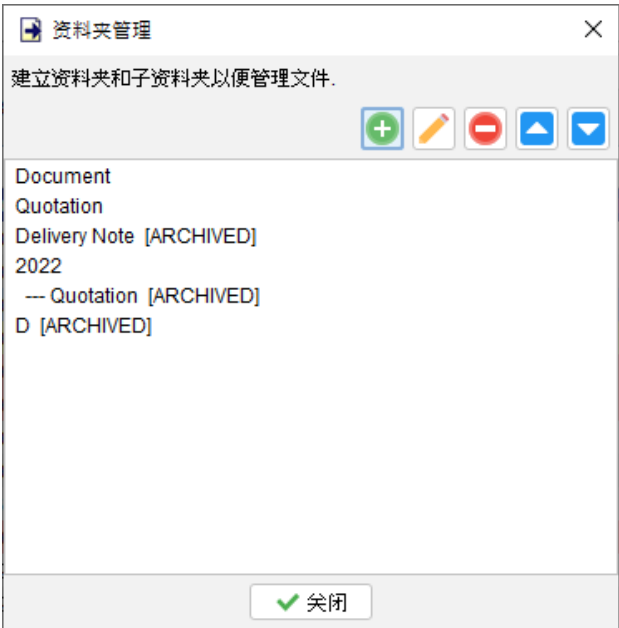 资料夹管理
建立资料夹和子资料夹以便管理文件.
Document
Quotation
Delivery Note [ARCHIVED]
2022
--- Quotation [ARCHIVED]
D [ARCHIVED]
关闭